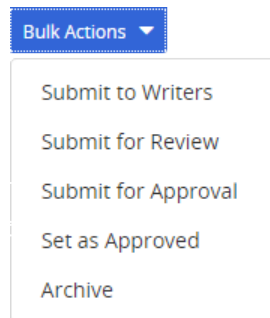 Bulk Actions
Submit to Writers
Submit for Review
Submit for Approval
Set as Approved
Archive